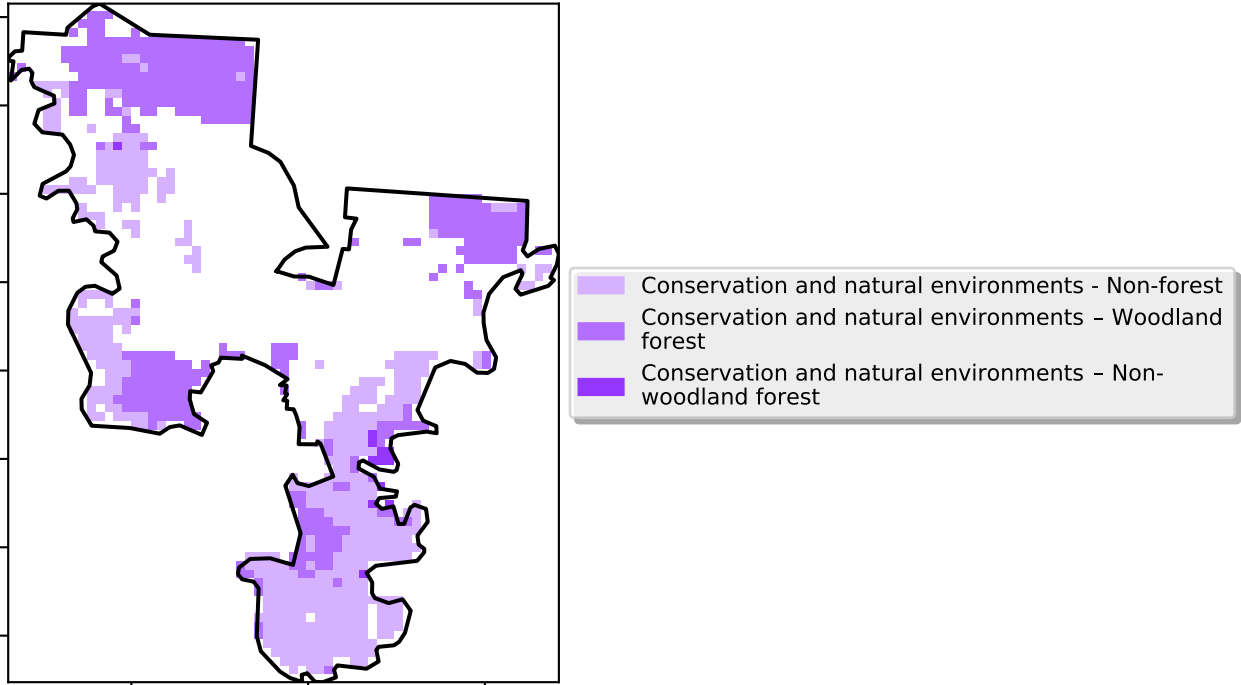 Conservation and natural environments - Non-forest
Conservation and natural environments – Woodland
forest
Conservation and natural environments – Non-
woodland forest